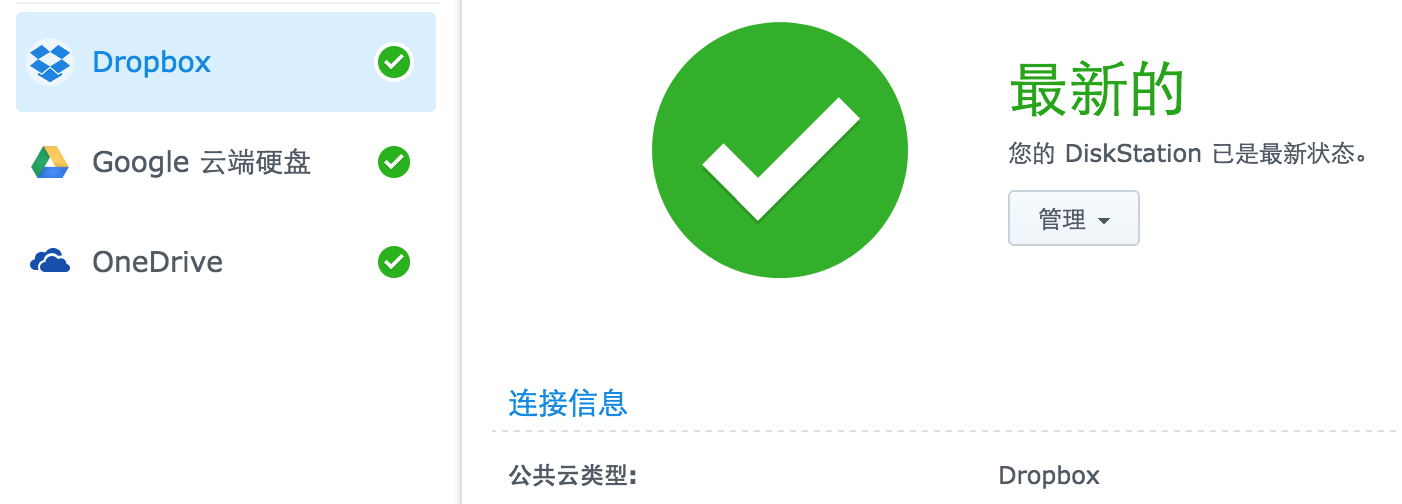 Dropbox
Google 云端硬盘
OneDrive
最新的
您的 DiskStation 已是最新状态。
管理
连接信息
公共云类型: Dropbox